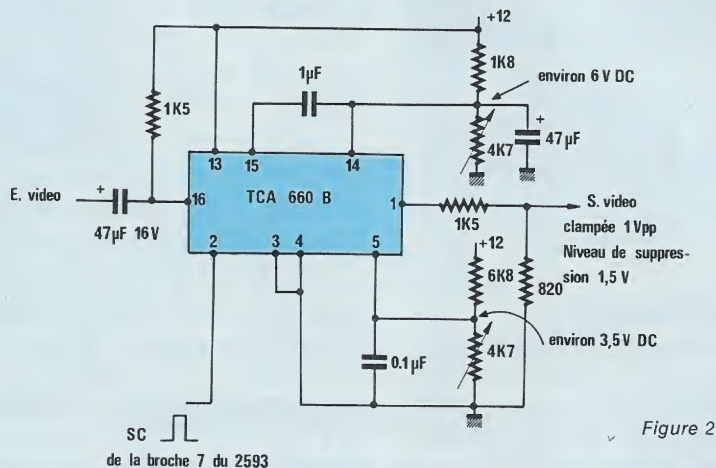 +12
1K8
environ 6 V DC
1µF
1K5
+
47µF
4K7
13
15
14
E. video
+
47µF 16V
16
TCA 660 B
1
1K5
S. video
clampée 1 Vpp
Niveau de suppres-
sion 1,5 V
2
3
4
5
+12
6K8
820
environ 3,5 V DC
0.1µF
4K7
SC
de la broche 7 du 2593
Figure 2